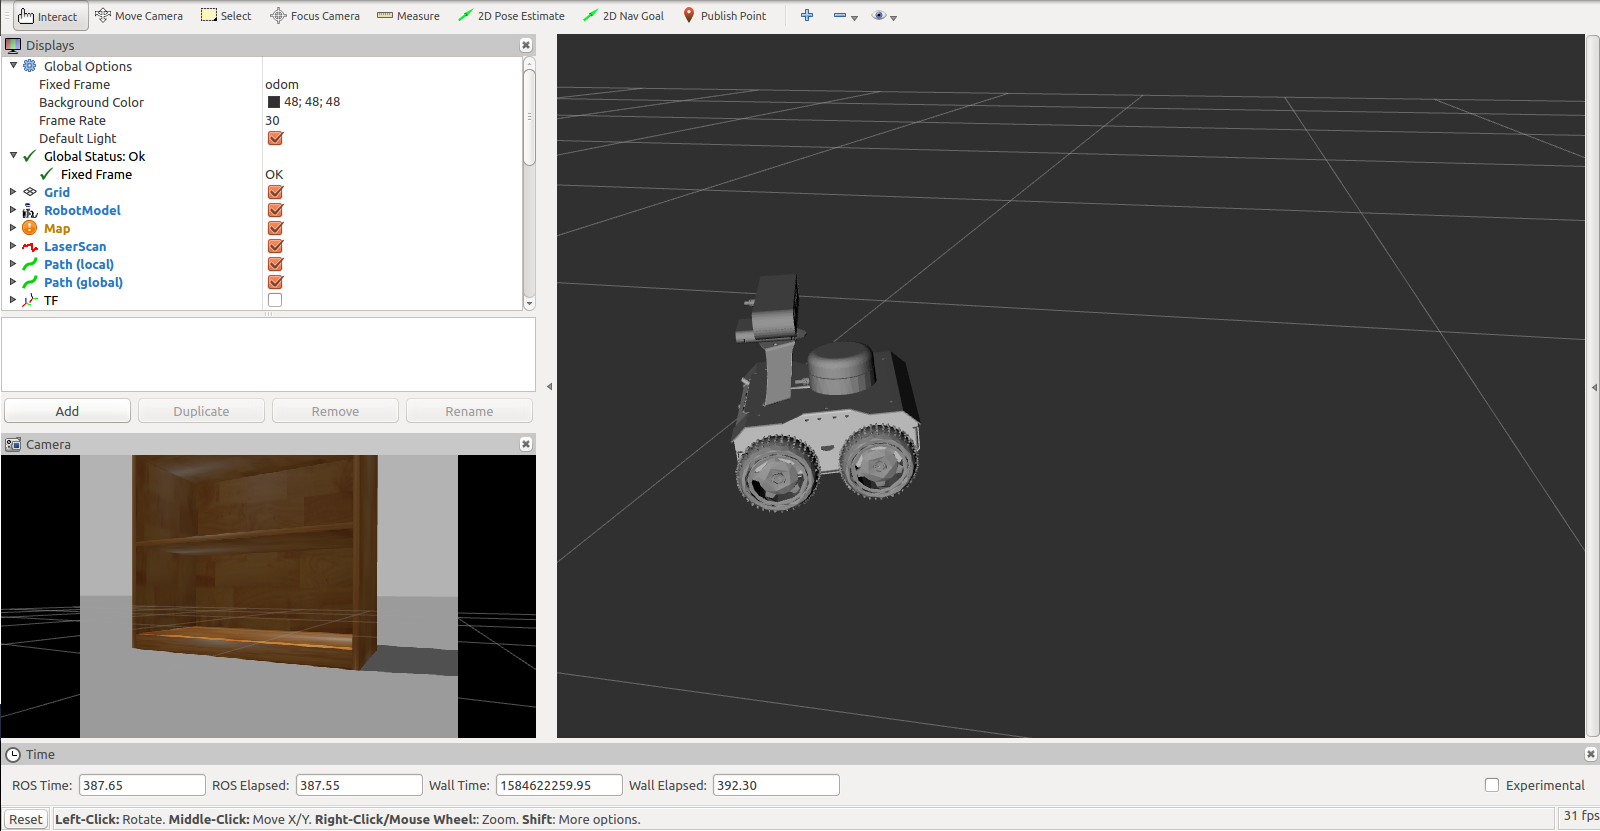 Interact Move Camera Select Focus Camera Measure 2D Pose Estimate 2D Nav Goal Publish Point
Displays
Global Options
Fixed Frame odom
Background Color 48; 48; 48
Frame Rate 30
Default Light
Global Status: Ok
Fixed Frame OK
Grid
RobotModel
Map
LaserScan
Path (local)
Path (global)
TF
Add Duplicate Remove Rename
Camera
Time
ROS Time: 387.65 ROS Elapsed: 387.55 Wall Time: 1584622259.95 Wall Elapsed: 392.30 Experimental
Reset Left-Click: Rotate. Middle-Click: Move X/Y. Right-Click/Mouse Wheel:: Zoom. Shift: More options. 31 fps